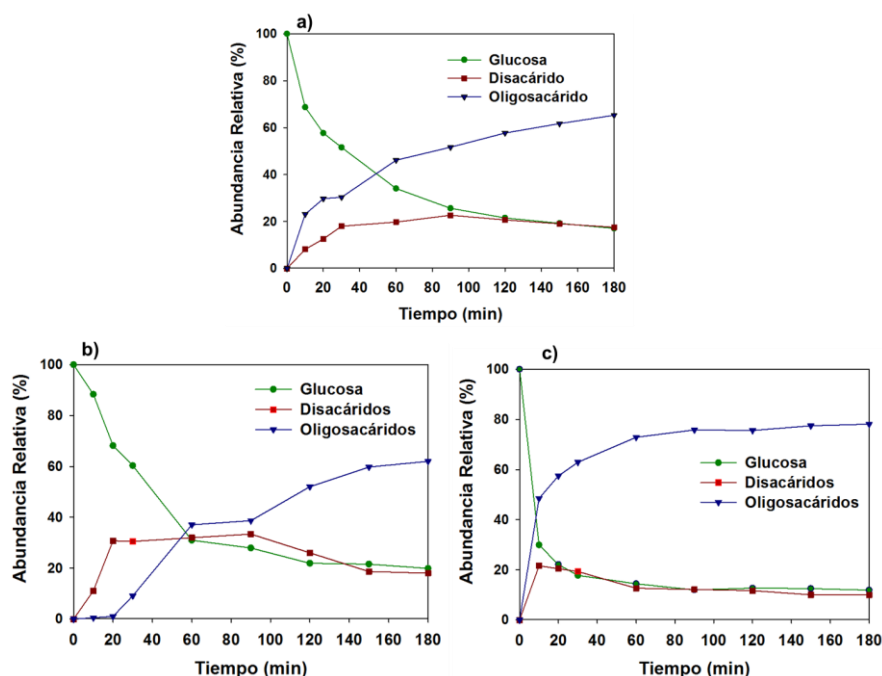 a)
Abundancia Relativa (%)
100
80
60
40
20
0
Glucosa
Disacárido
Oligosacárido
0 20 40 60 80 100 120 140 160 180
Tiempo (min)
b)
Abundancia Relativa (%)
100
80
60
40
20
0
Glucosa
Disacáridos
Oligosacáridos
0 20 40 60 80 100 120 140 160 180
Tiempo (min)
c)
Abundancia Relativa (%)
100
80
60
40
20
0
Glucosa
Disacáridos
Oligosacáridos
0 20 40 60 80 100 120 140 160 180
Tiempo (min)